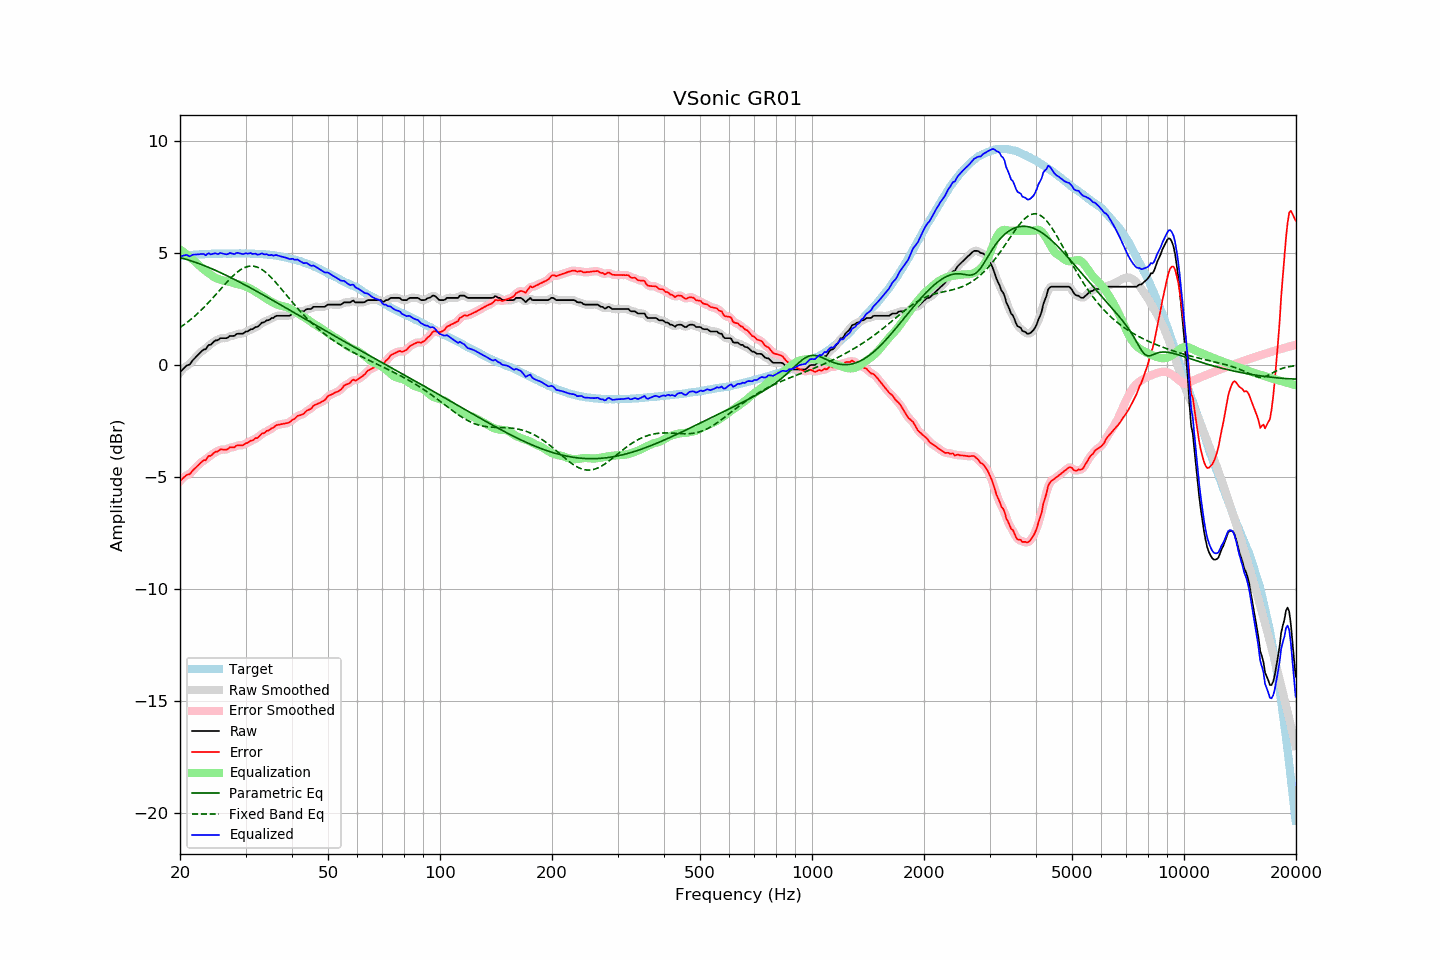 VSonic GR01
Amplitude (dBr)
10
5
0
−5
−10
−15
−20
Target
Raw Smoothed
Error Smoothed
Raw
Error
Equalization
Parametric Eq
Fixed Band Eq
Equalized
20 50 100 200 500 1000 2000 5000 10000 20000
Frequency (Hz)